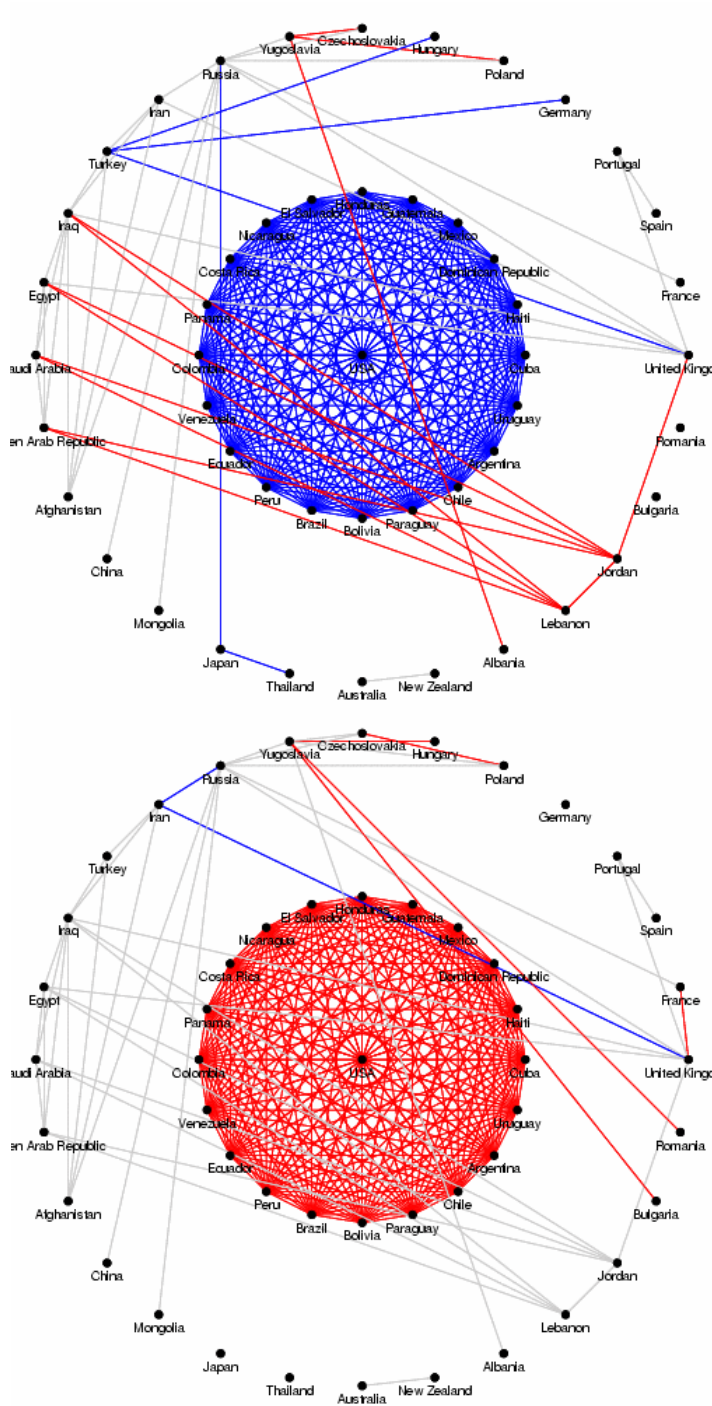 Czechoslovakia
Yugoslavia
Hungary
Russia
Poland
Iran
Germany
Turkey
Portugal
Honduras
El Salvador
Guatemala
Iraq
Spain
Nicaragua
Mexico
Costa Rica
Dominican Republic
Egypt
France
Panama
Haiti
audi Arabia
Colombia
USA
Cuba
United Kingd
Venezuela
Uruguay
en Arab Republic
Romania
Ecuador
Argentina
Peru
Chile
Afghanistan
Brazil
Bolivia
Paraguay
Bulgaria
China
Jordan
Mongolia
Lebanon
Japan
Albania
Thailand
Australia
New Zealand
Czechoslovakia
Yugoslavia
Hungary
Russia
Poland
Iran
Germany
Turkey
Portugal
Honduras
El Salvador
Guatemala
Iraq
Spain
Nicaragua
Mexico
Costa Rica
Dominican Republic
Egypt
France
Panama
Haiti
audi Arabia
Colombia
USA
Cuba
United Kingd
Venezuela
Uruguay
en Arab Republic
Romania
Ecuador
Argentina
Peru
Chile
Afghanistan
Brazil
Bolivia
Paraguay
Bulgaria
China
Jordan
Mongolia
Lebanon
Japan
Albania
Thailand
Australia
New Zealand